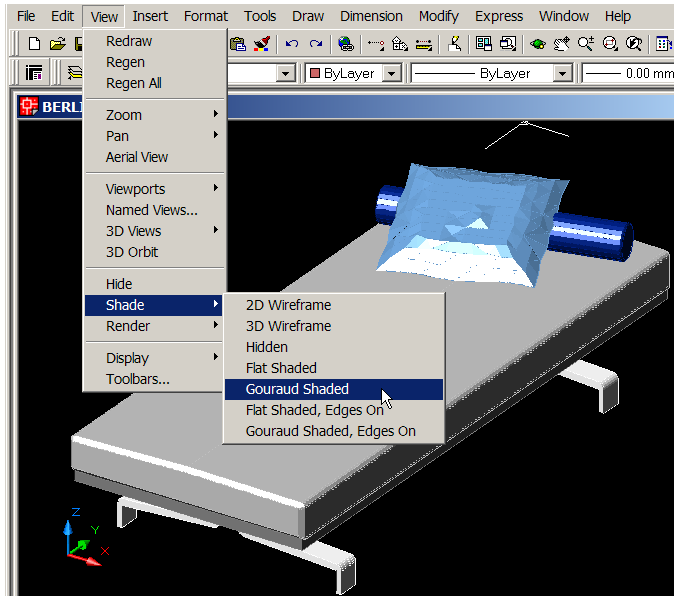 File Edit View Insert Format Tools Draw Dimension Modify Express Window Help
ByLayer ByLayer 0.00 mm
BERLI
Redraw
Regen
Regen All
Zoom
Pan
Aerial View
Viewports
Named Views...
3D Views
3D Orbit
Hide
Shade
Render
Display
Toolbars...
2D Wireframe
3D Wireframe
Hidden
Flat Shaded
Gouraud Shaded
Flat Shaded, Edges On
Gouraud Shaded, Edges On
Z
Y
X